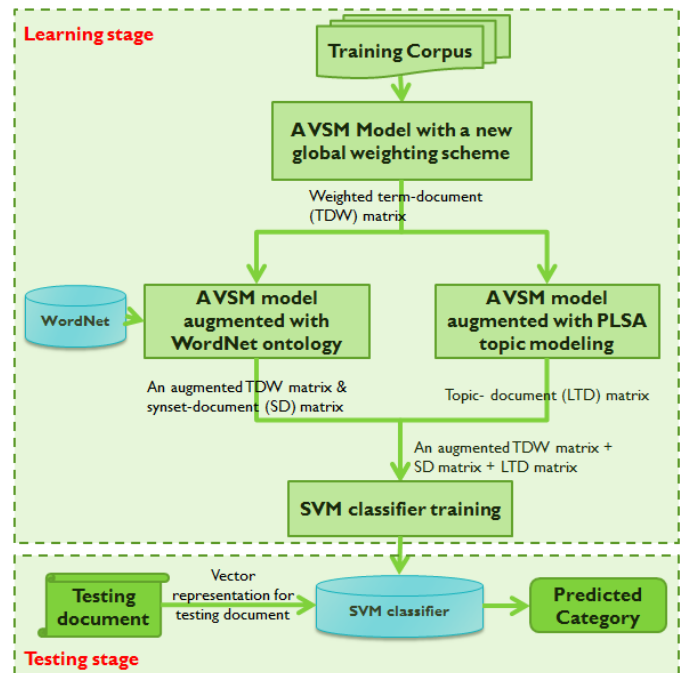 Learning stage
Training Corpus
A VSM Model with a new
global weighting scheme
Weighted term-document
(TDW) matrix
WordNet
A VSM model
augmented with
WordNet ontology
A VSM model
augmented with PLSA
topic modeling
An augmented TDW matrix &
synset-document (SD) matrix
Topic- document (LTD) matrix
An augmented TDW matrix +
SD matrix + LTD matrix
SVM classifier training
Testing
document
Vector
representation for
testing document
SVM classifier
Predicted
Category
Testing stage